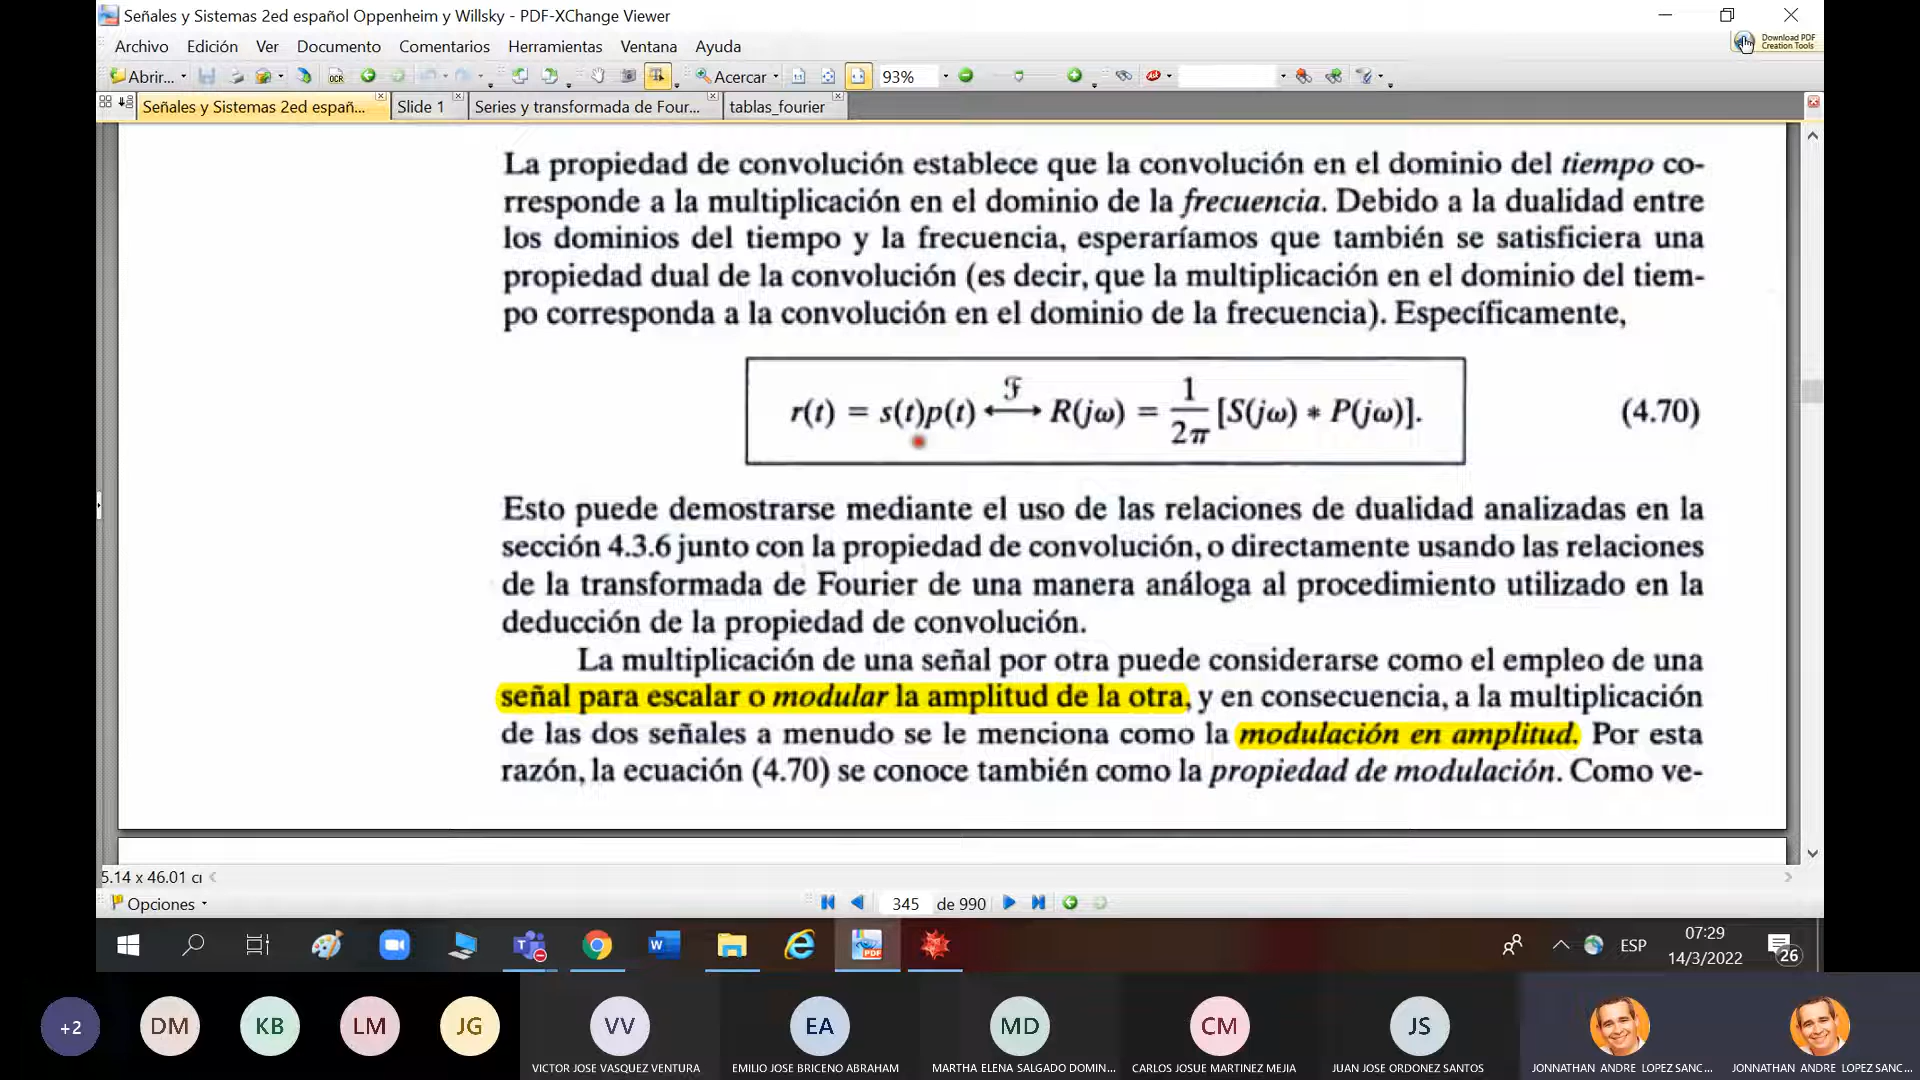 Señales y Sistemas 2ed español Oppenheim y Willsky - PDF-XChange Viewer
Archivo Edición Ver Documento Comentarios Herramientas Ventana Ayuda
Download PDF
Creation Tools
Abrir... OCR Acercar 93%
Señales y Sistemas 2ed españ... Slide 1 Series y transformada de Four... tablas_fourier
La propiedad de convolución establece que la convolución en el dominio del tiempo co-
rresponde a la multiplicación en el dominio de la frecuencia. Debido a la dualidad entre
los dominios del tiempo y la frecuencia, esperaríamos que también se satisficiera una
propiedad dual de la convolución (es decir, que la multiplicación en el dominio del tiem-
po corresponda a la convolución en el dominio de la frecuencia). Específicamente,
r(t) = s(t)p(t) ⟷ℱ R(jω) = 1/2π [S(jω) * P(jω)]. (4.70)
Esto puede demostrarse mediante el uso de las relaciones de dualidad analizadas en la
sección 4.3.6 junto con la propiedad de convolución, o directamente usando las relaciones
de la transformada de Fourier de una manera análoga al procedimiento utilizado en la
deducción de la propiedad de convolución.
La multiplicación de una señal por otra puede considerarse como el empleo de una
señal para escalar o modular la amplitud de la otra, y en consecuencia, a la multiplicación
de las dos señales a menudo se le menciona como la modulación en amplitud. Por esta
razón, la ecuación (4.70) se conoce también como la propiedad de modulación. Como ve-
5.14 x 46.01 cı
Opciones 345 de 990
ESP 07:29
14/3/2022 26
+2 DM KB LM JG VV EA MD CM JS
VICTOR JOSE VASQUEZ VENTURA EMILIO JOSE BRICENO ABRAHAM MARTHA ELENA SALGADO DOMIN... CARLOS JOSUE MARTINEZ MEJIA JUAN JOSE ORDONEZ SANTOS JONNATHAN ANDRE LOPEZ SANC... JONNATHAN ANDRE LOPEZ SANC...